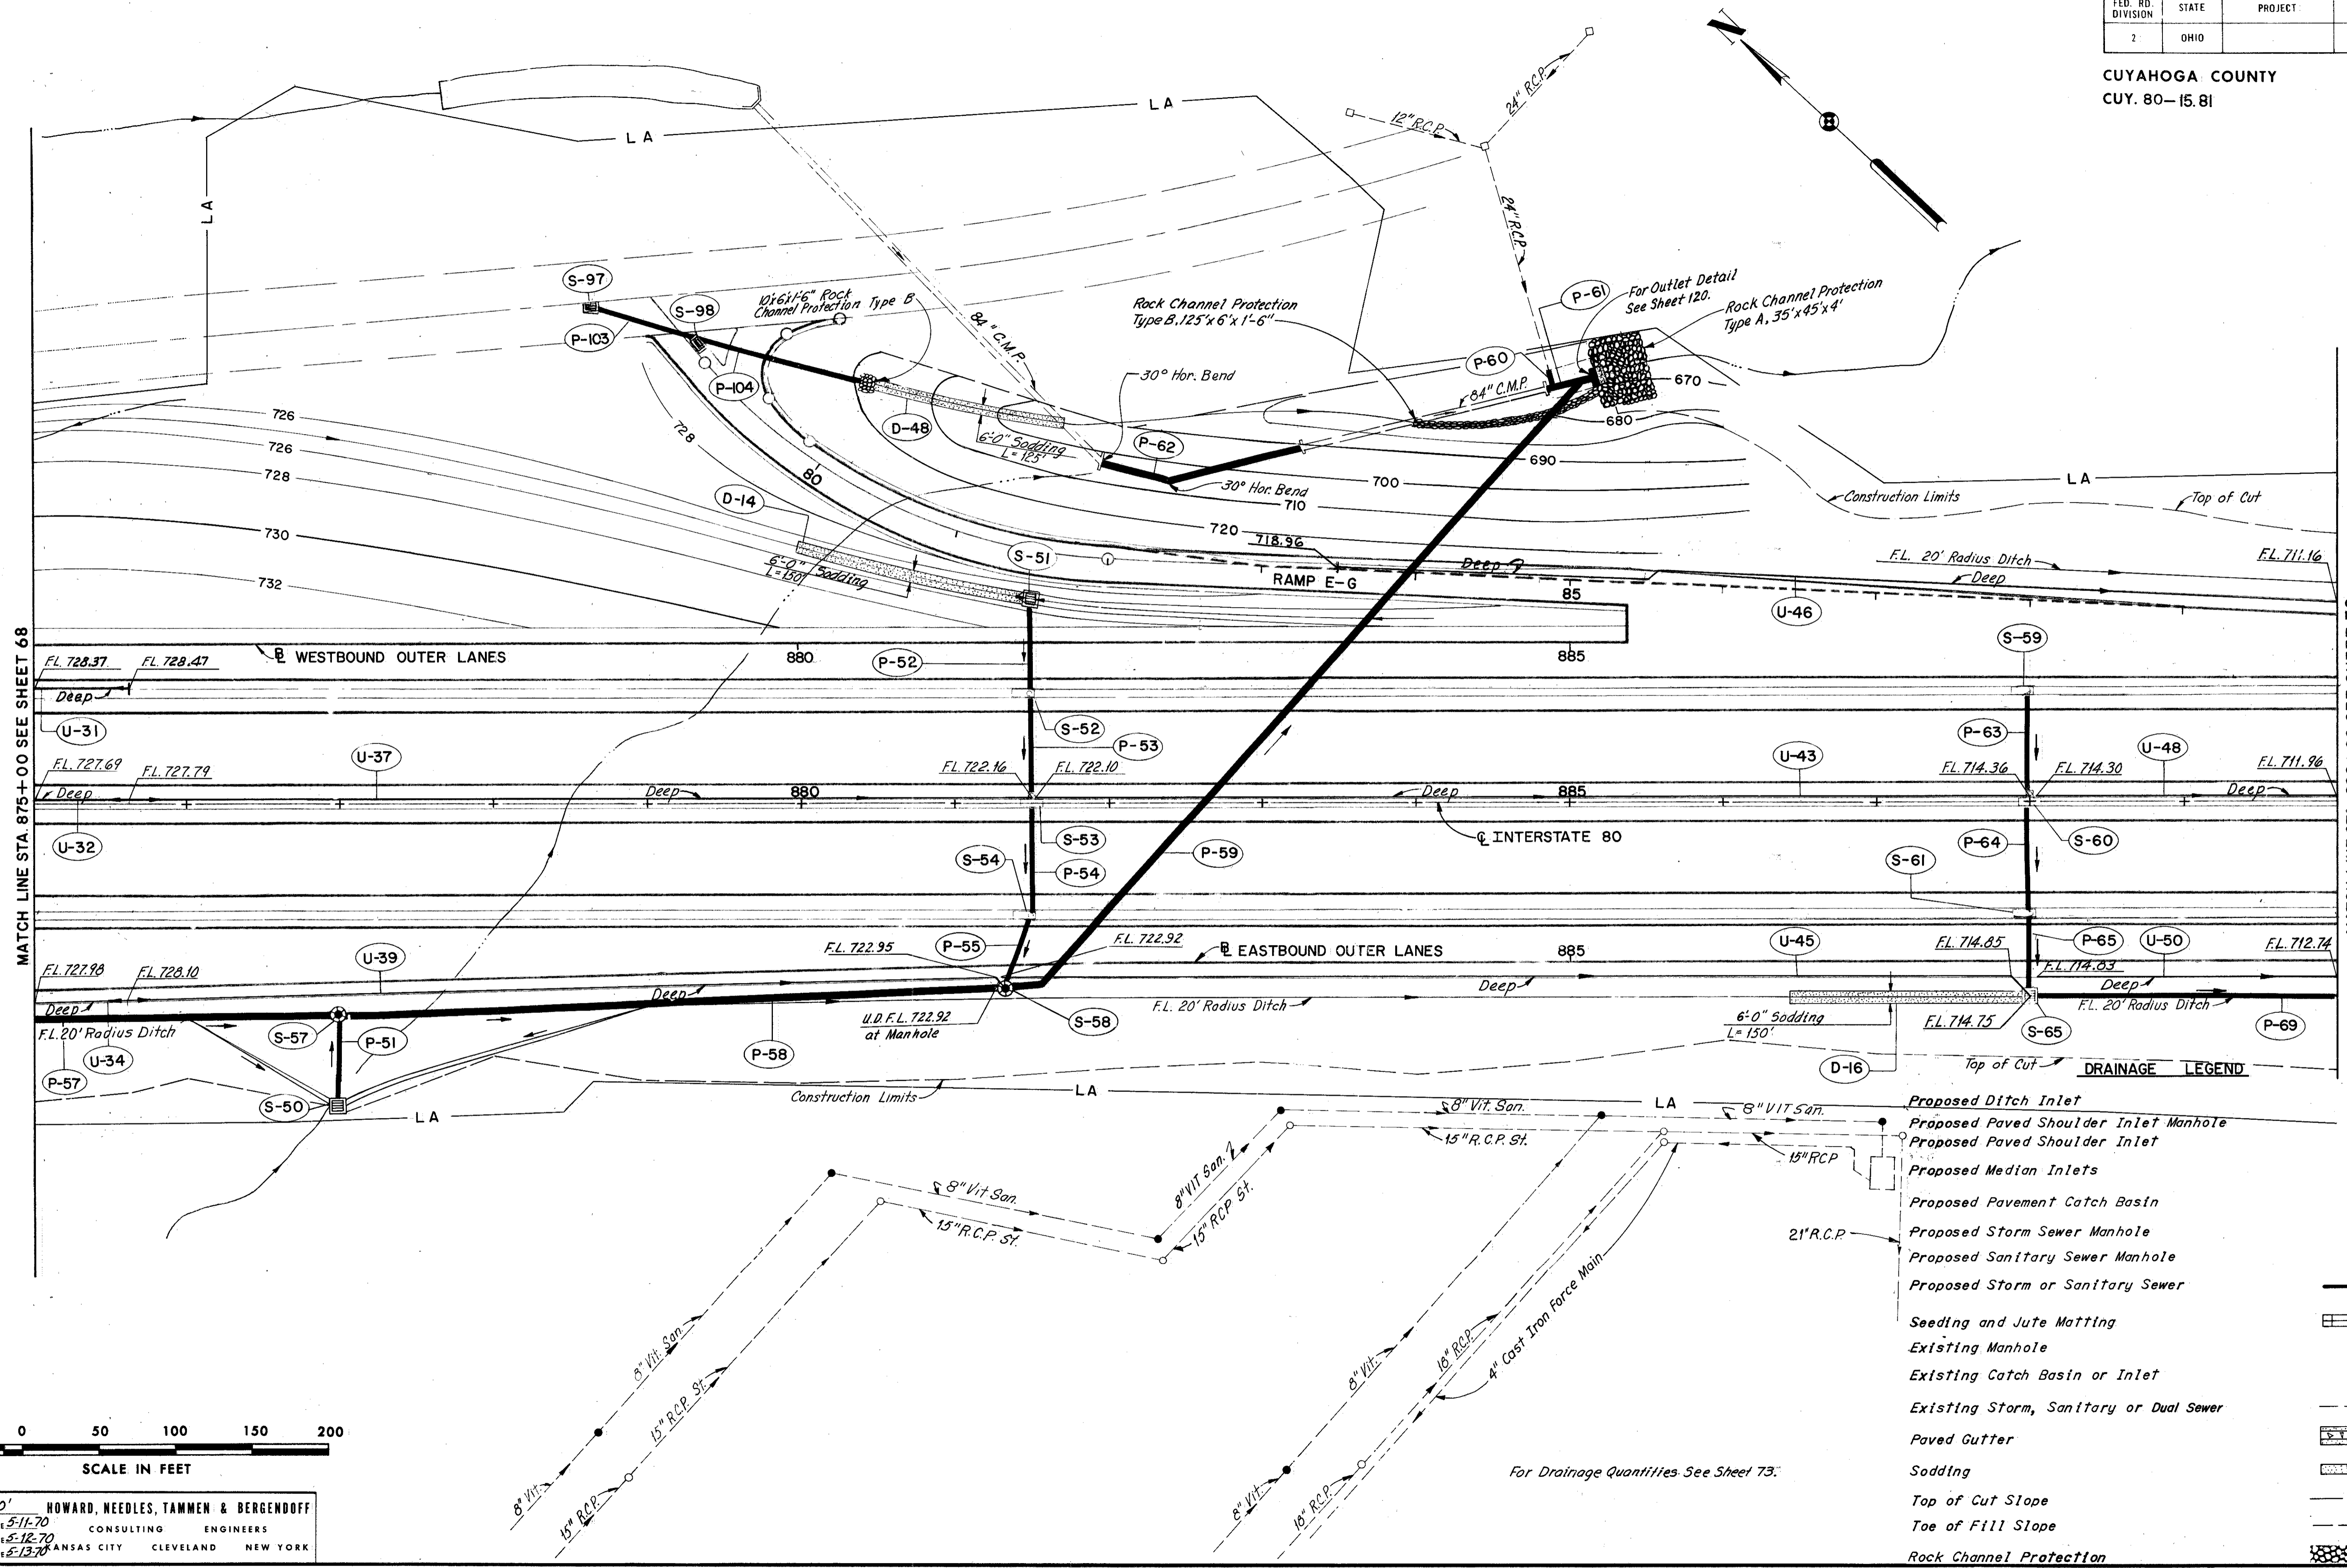 FED. RD. DIVISION
STATE
PROJECT
2
OHIO
CUYAHOGA COUNTY
CUY. 80-15.81
N
LA
LA
LA
24" R.C.P.
12" R.C.P.
24" R.C.P.
84" C.M.P.
S-97
S-98
P-103
P-104
10'x6'x1'-6" Rock
Channel Protection Type B
Rock Channel Protection
Type B, 125'x 6'x 1'-6"
P-61
For Outlet Detail
See Sheet 120.
Rock Channel Protection
Type A, 35'x45'x4'
P-60
30° Hor. Bend
84" C.M.P.
670
680
D-48
6'-0" Sodding
L= 125'
P-62
30° Hor. Bend
690
700
710
720
726
726
728
728
730
732
80
D-14
6'-0" Sodding
L=150'
S-51
718.96
Deep
RAMP E-G
85
U-46
LA
Construction Limits
Top of Cut
F.L. 20' Radius Ditch
Deep
F.L. 711.16
MATCH LINE STA. 875+00 SEE SHEET 68
WESTBOUND OUTER LANES
880
885
F.L. 728.37
F.L. 728.47
Deep
U-31
P-52
S-52
P-53
S-59
P-63
F.L. 727.69
F.L. 727.79
U-37
Deep
Deep
880
F.L. 722.16
F.L. 722.10
Deep
885
U-43
F.L. 714.36
F.L. 714.30
U-48
F.L. 711.96
Deep
U-32
S-53
S-54
P-54
P-59
℄ INTERSTATE 80
S-61
P-64
S-60
F.L. 727.98
F.L. 728.10
U-39
F.L. 722.95
P-55
F.L. 722.92
EASTBOUND OUTER LANES
885
U-45
F.L. 714.85
P-65
U-50
F.L. 712.74
F.L. 714.83
Deep
Deep
Deep
Deep
F.L. 20' Radius Ditch
U-34
P-57
S-57
P-51
S-50
P-58
U.D. F.L. 722.92
at Manhole
S-58
F.L. 20' Radius Ditch
6'-0" Sodding
L= 150'
D-16
F.L. 714.75
S-65
F.L. 20' Radius Ditch
P-69
Top of Cut
LA
Construction Limits
LA
LA
8" Vit. San.
15" R.C.P. St.
8" VIT San.
15" RCP
8" Vit San.
15" R.C.P. St.
8" VIT San.
15" RCP St.
21" R.C.P.
8" Vit. San.
15" R.C.P. St.
8" Vit.
15" R.C.P.
8" Vit.
18" R.C.P.
4" Cast Iron Force Main
8" Vit.
18" R.C.P.
DRAINAGE LEGEND
Proposed Ditch Inlet
Proposed Paved Shoulder Inlet Manhole
Proposed Paved Shoulder Inlet
Proposed Median Inlets
Proposed Pavement Catch Basin
Proposed Storm Sewer Manhole
Proposed Sanitary Sewer Manhole
Proposed Storm or Sanitary Sewer
Seeding and Jute Matting
Existing Manhole
Existing Catch Basin or Inlet
Existing Storm, Sanitary or Dual Sewer
Paved Gutter
Sodding
Top of Cut Slope
Toe of Fill Slope
Rock Channel Protection
For Drainage Quantities See Sheet 73.
0 50 100 150 200
SCALE IN FEET
HOWARD, NEEDLES, TAMMEN & BERGENDOFF
5-11-70 CONSULTING ENGINEERS
5-12-70
5-13-70 KANSAS CITY CLEVELAND NEW YORK